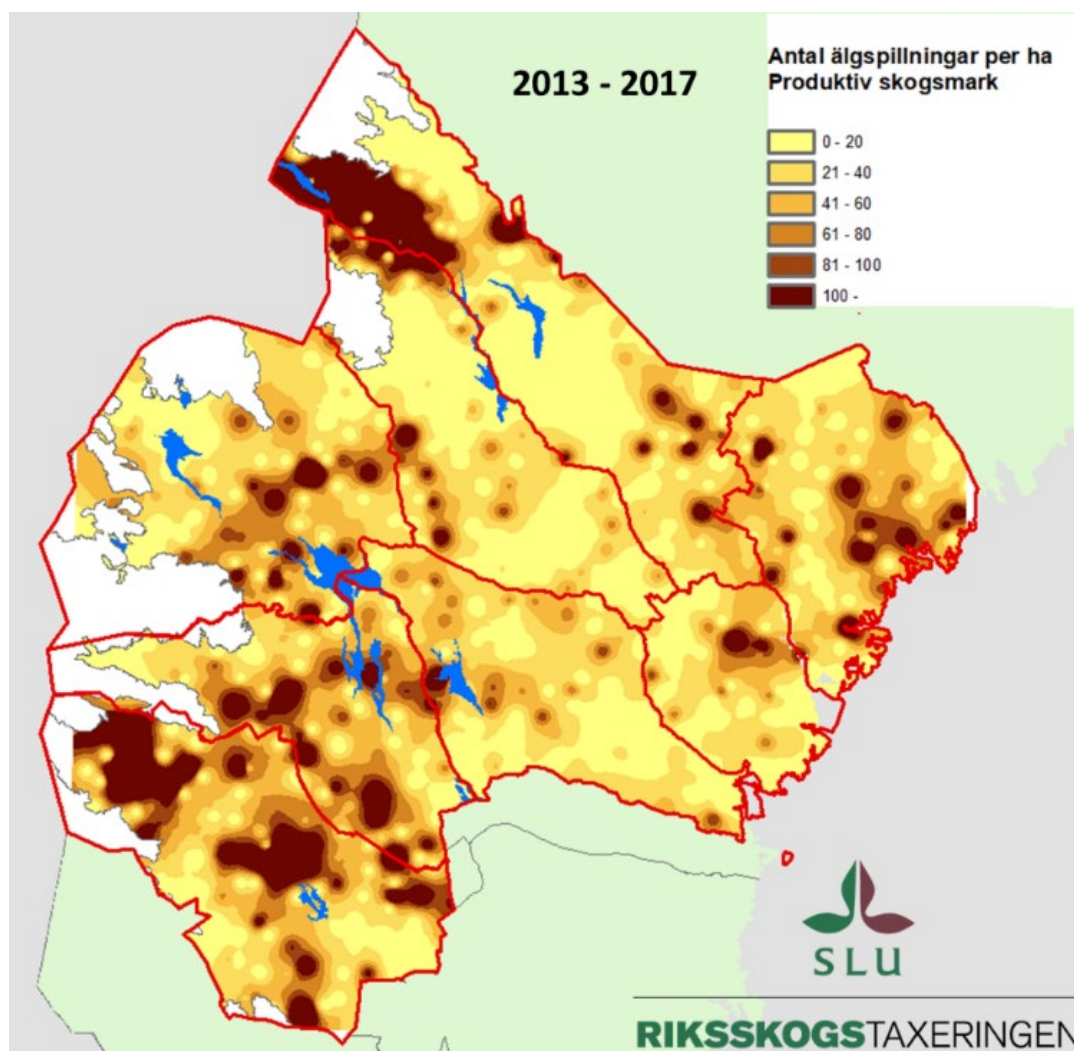 2013 - 2017
Antal älgspillningar per ha
Produktiv skogsmark
0 - 20
21 - 40
41 - 60
61 - 80
81 - 100
100 -
SLU
RIKSSKOGSTAXERINGEN